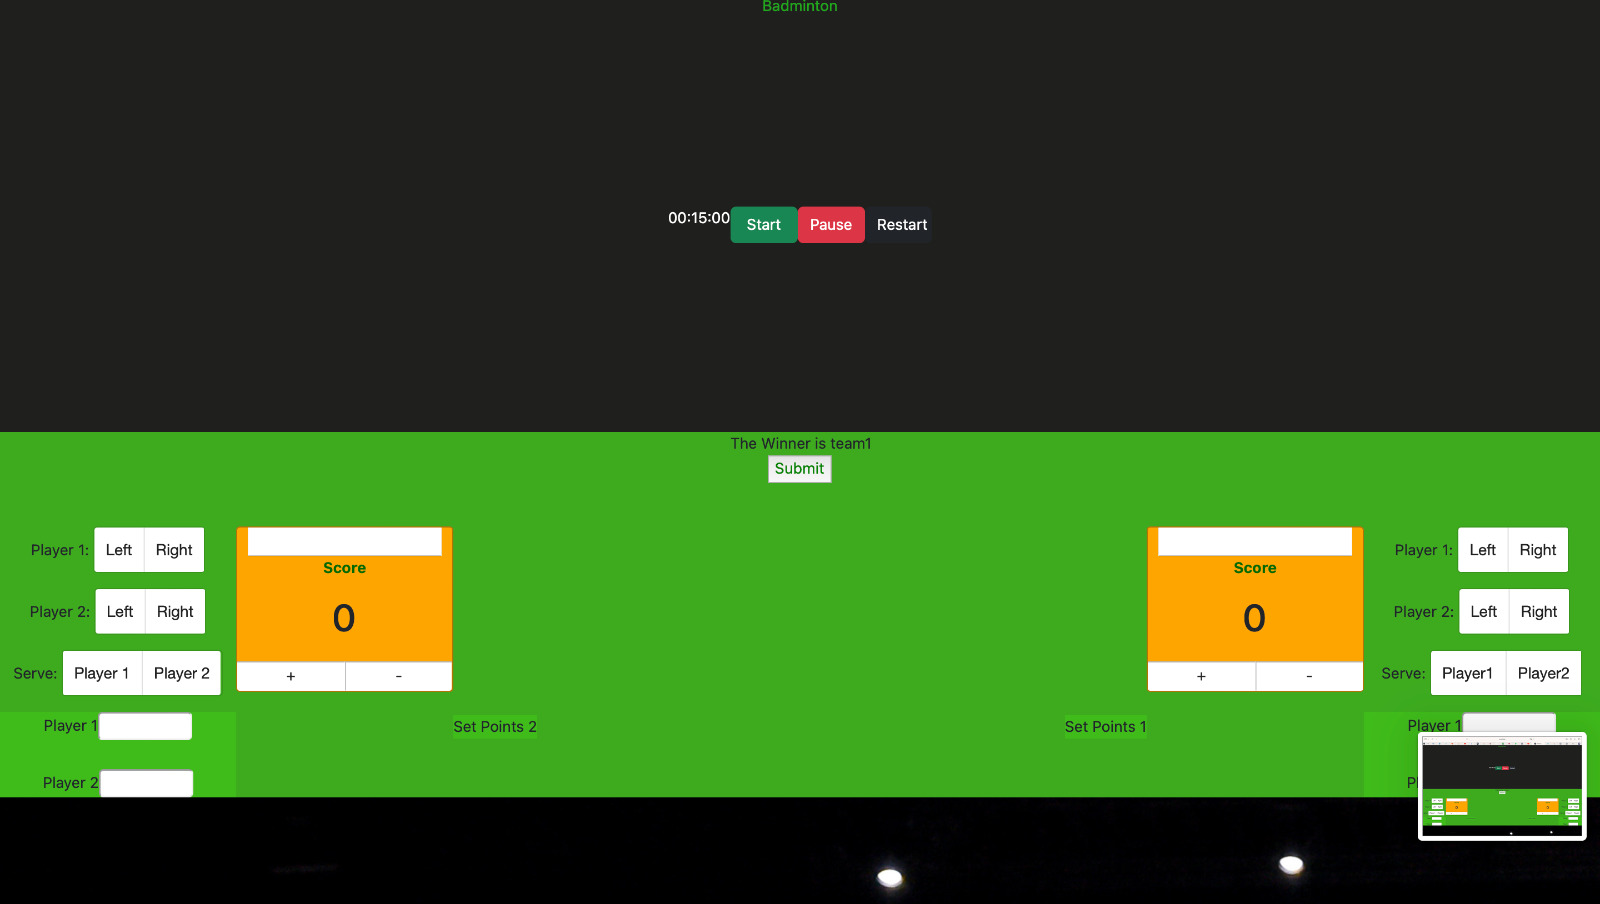 Badminton
00:15:00 Start Pause Restart
The Winner is team1
Submit
Player 1: Left Right
Player 2: Left Right
Serve: Player 1 Player 2
Player 1
Player 2
Score
0
+ -
Set Points 2
Score
0
+ -
Set Points 1
Player 1: Left Right
Player 2: Left Right
Serve: Player1 Player2
Player 1